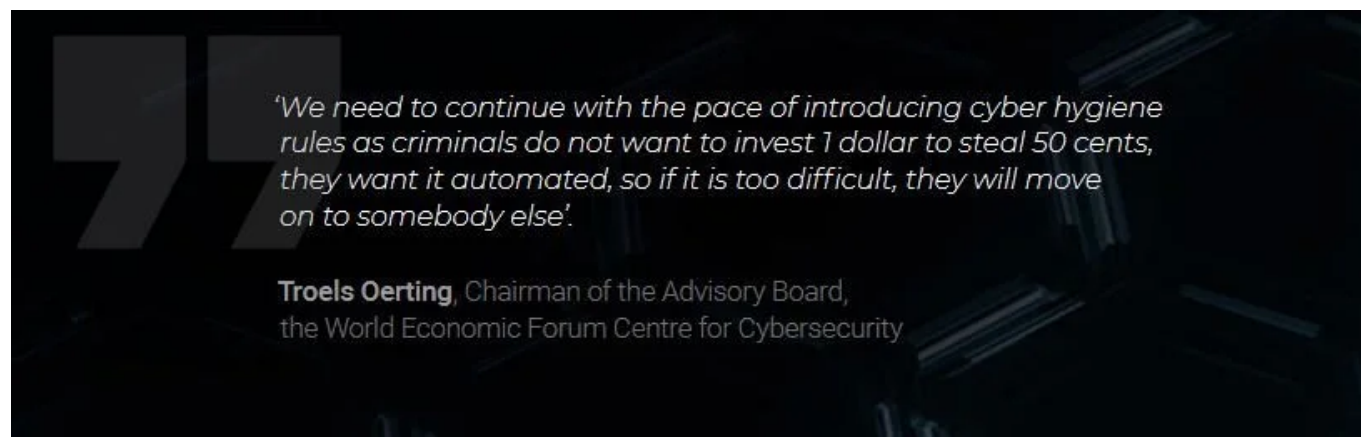 ‘We need to continue with the pace of introducing cyber hygiene
rules as criminals do not want to invest 1 dollar to steal 50 cents,
they want it automated, so if it is too difficult, they will move
on to somebody else’.
Troels Oerting, Chairman of the Advisory Board,
the World Economic Forum Centre for Cybersecurity